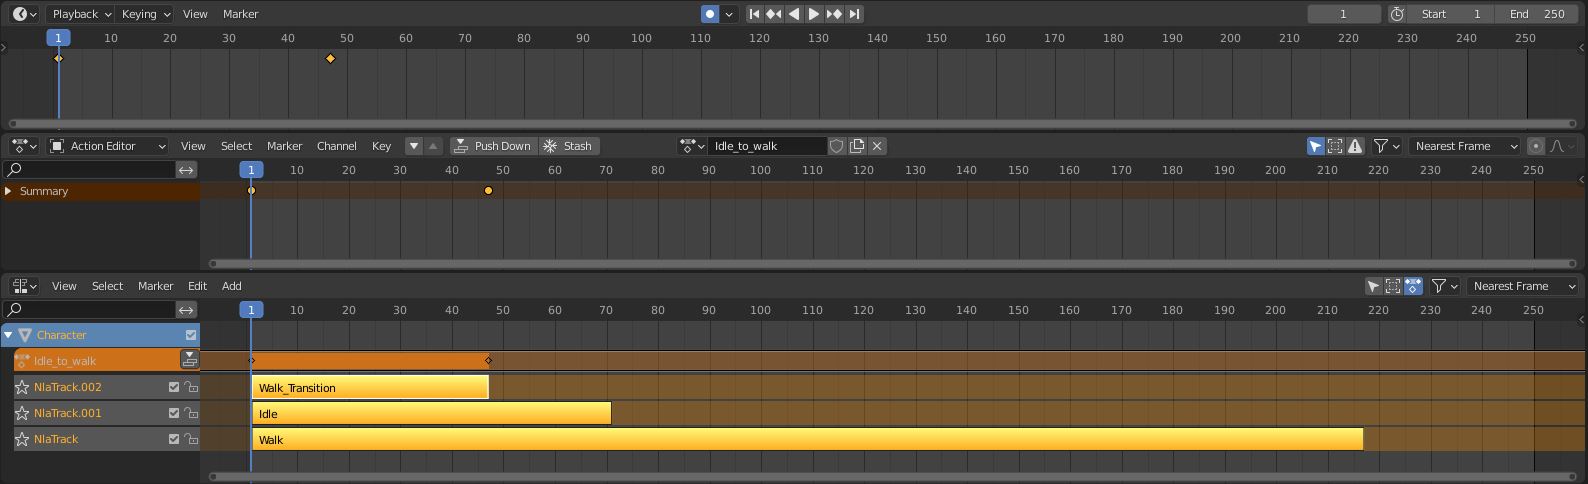 Playback Keying View Marker 1 Start 1 End 250
1 10 20 30 40 50 60 70 80 90 100 110 120 130 140 150 160 170 180 190 200 210 220 230 240 250
Action Editor View Select Marker Channel Key Push Down Stash Idle_to_walk Nearest Frame
1 10 20 30 40 50 60 70 80 90 100 110 120 130 140 150 160 170 180 190 200 210 220 230 240 250
Summary
View Select Marker Edit Add Nearest Frame
1 10 20 30 40 50 60 70 80 90 100 110 120 130 140 150 160 170 180 190 200 210 220 230 240 250
Character
Idle_to_walk
NlaTrack.002 Walk_Transition
NlaTrack.001 Idle
NlaTrack Walk